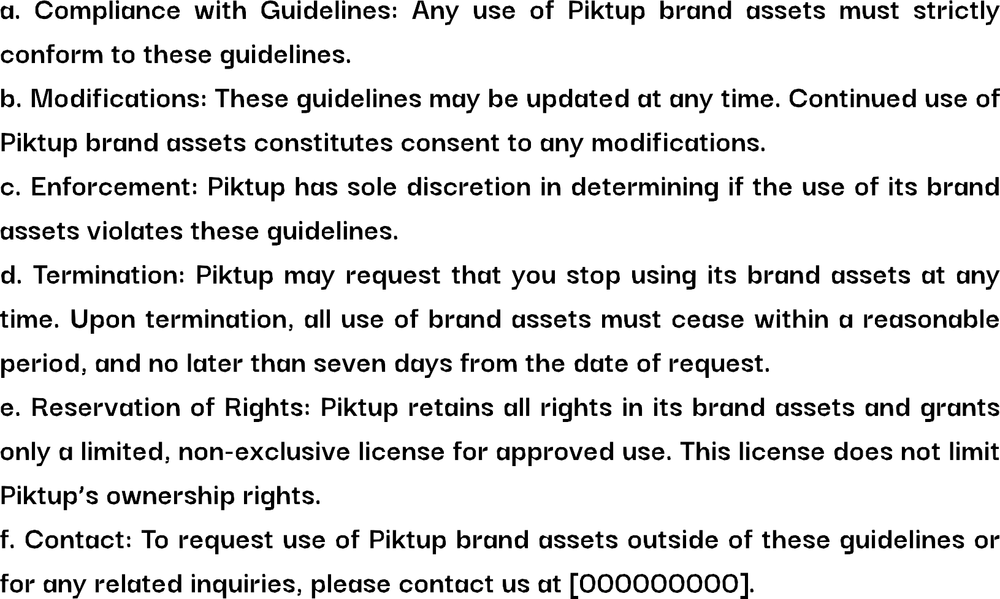 a. Compliance with Guidelines: Any use of Piktup brand assets must strictly
conform to these guidelines.
b. Modifications: These guidelines may be updated at any time. Continued use of
Piktup brand assets constitutes consent to any modifications.
c. Enforcement: Piktup has sole discretion in determining if the use of its brand
assets violates these guidelines.
d. Termination: Piktup may request that you stop using its brand assets at any
time. Upon termination, all use of brand assets must cease within a reasonable
period, and no later than seven days from the date of request.
e. Reservation of Rights: Piktup retains all rights in its brand assets and grants
only a limited, non-exclusive license for approved use. This license does not limit
Piktup’s ownership rights.
f. Contact: To request use of Piktup brand assets outside of these guidelines or
for any related inquiries, please contact us at [OOOOOOOOO].